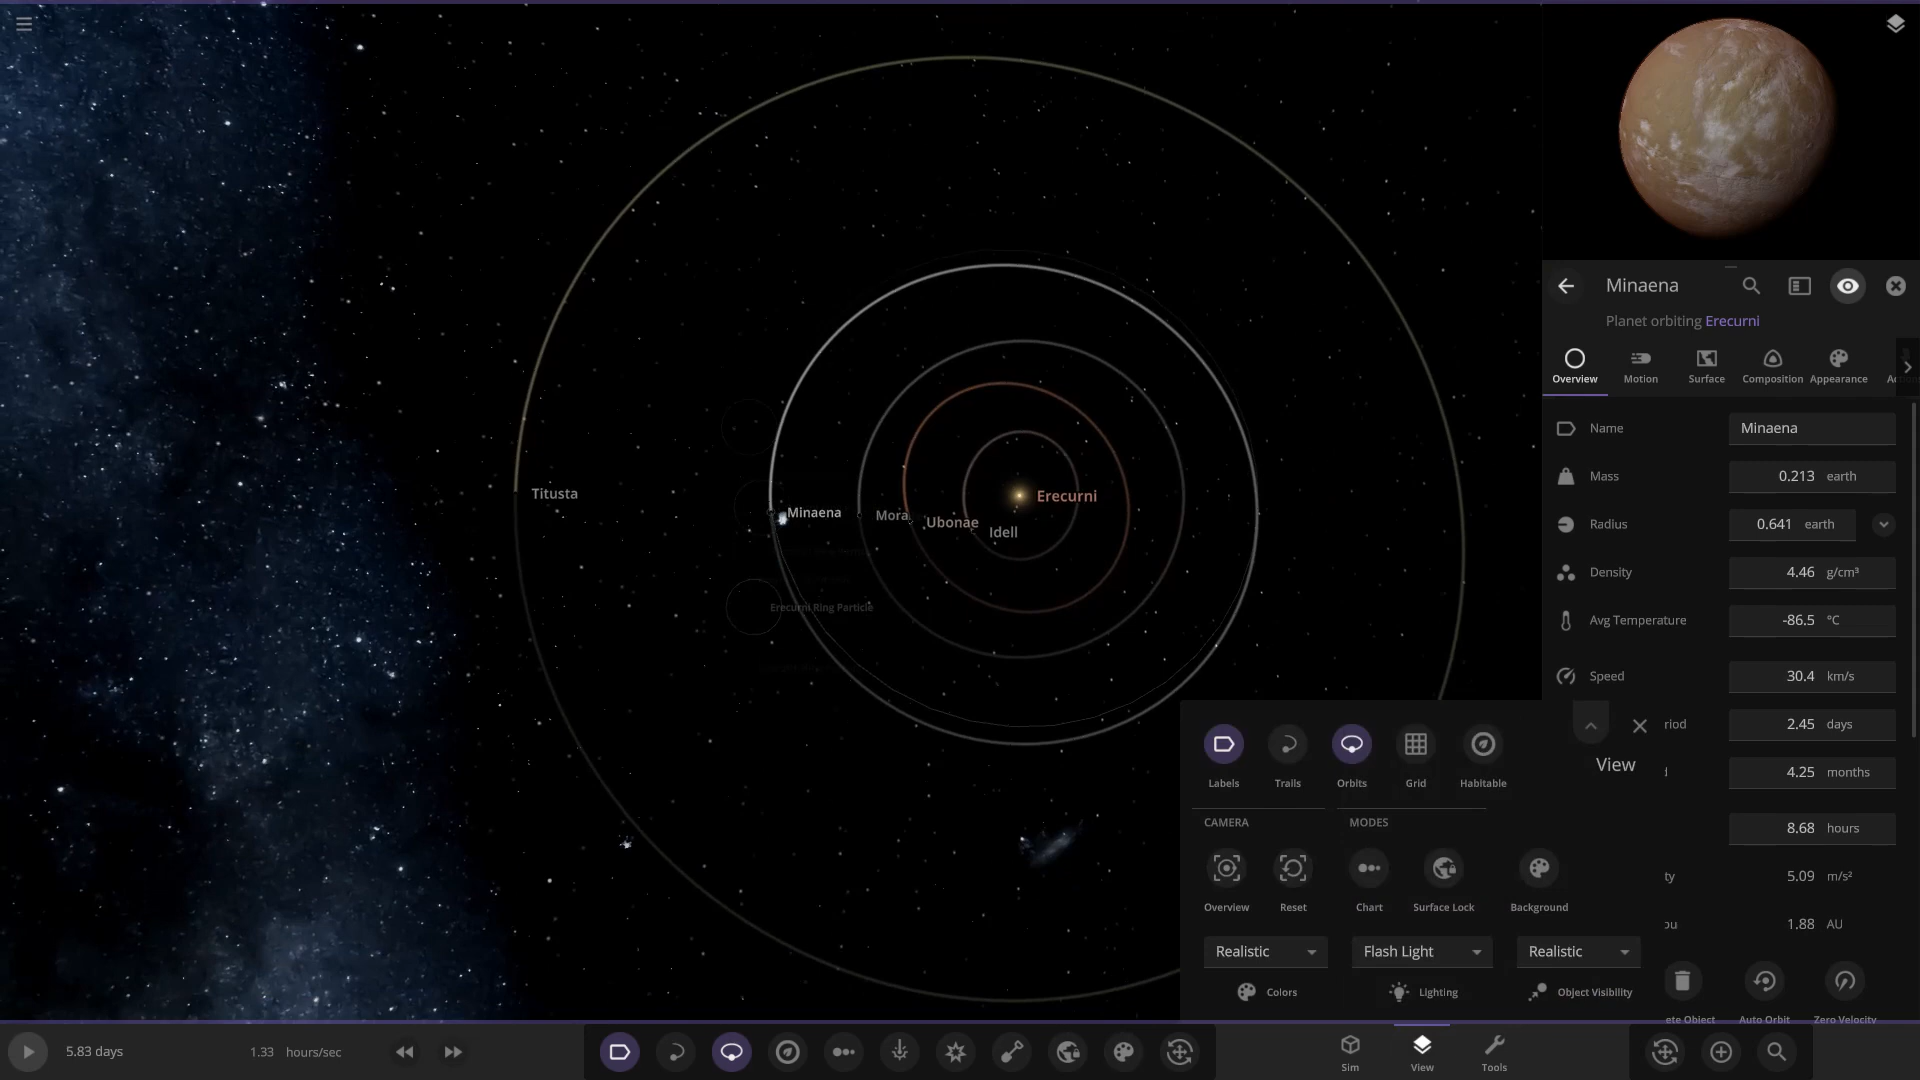 Minaena
Planet orbiting Erecurni
Overview
Motion
Surface
Composition
Appearance
Name
Minaena
Mass
0.213 earth
Radius
0.641 earth
Density
4.46 g/cm³
Avg Temperature
-86.5 °C
Speed
30.4 km/s
riod
2.45 days
4.25 months
8.68 hours
ty
5.09 m/s²
1.88 AU
ete Object
Auto Orbit
Zero Velocity
Titusta
Minaena
Mora
Ubonae
Idell
Erecurni
Erecurni Ring Particle
View
Labels
Trails
Orbits
Grid
Habitable
CAMERA
MODES
Overview
Reset
Chart
Surface Lock
Background
Realistic
Flash Light
Realistic
Colors
Lighting
Object Visibility
5.83 days
1.33 hours/sec
Sim
View
Tools